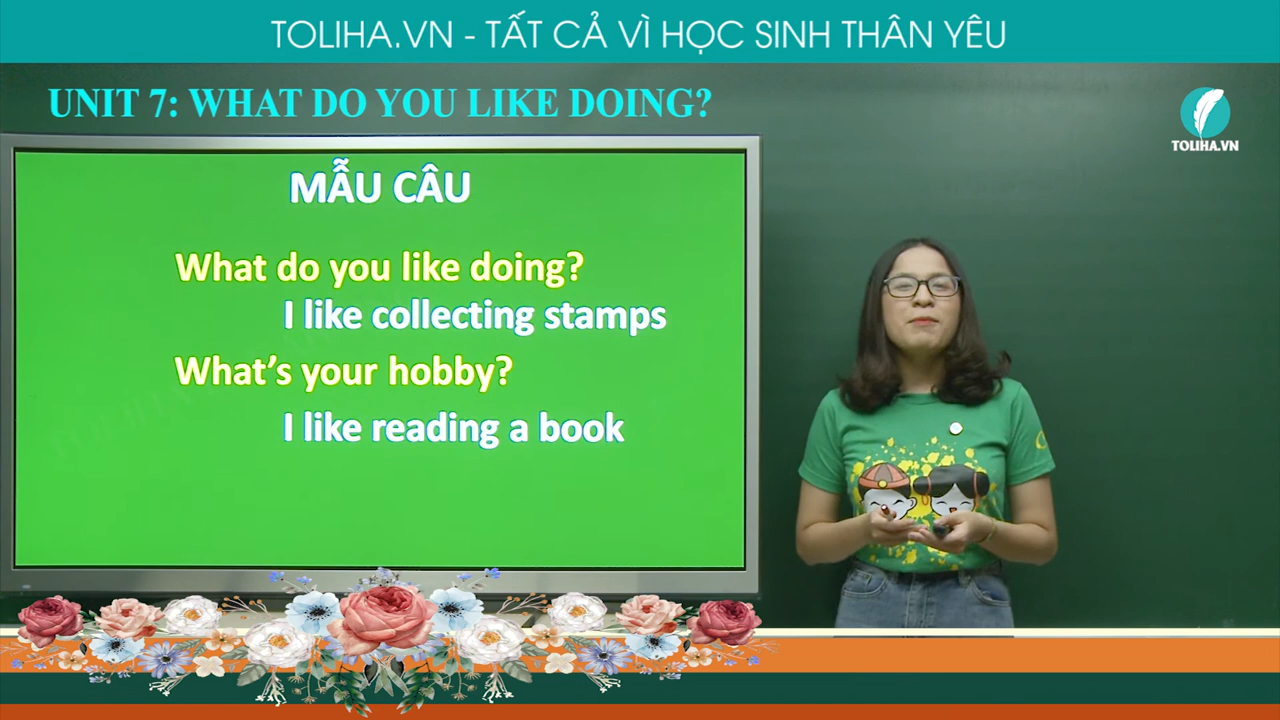 TOLIHA.VN - TẤT CẢ VÌ HỌC SINH THÂN YÊU
UNIT 7: WHAT DO YOU LIKE DOING?
TOLIHA.VN
MẪU CÂU
What do you like doing?
I like collecting stamps
What's your hobby?
I like reading a book